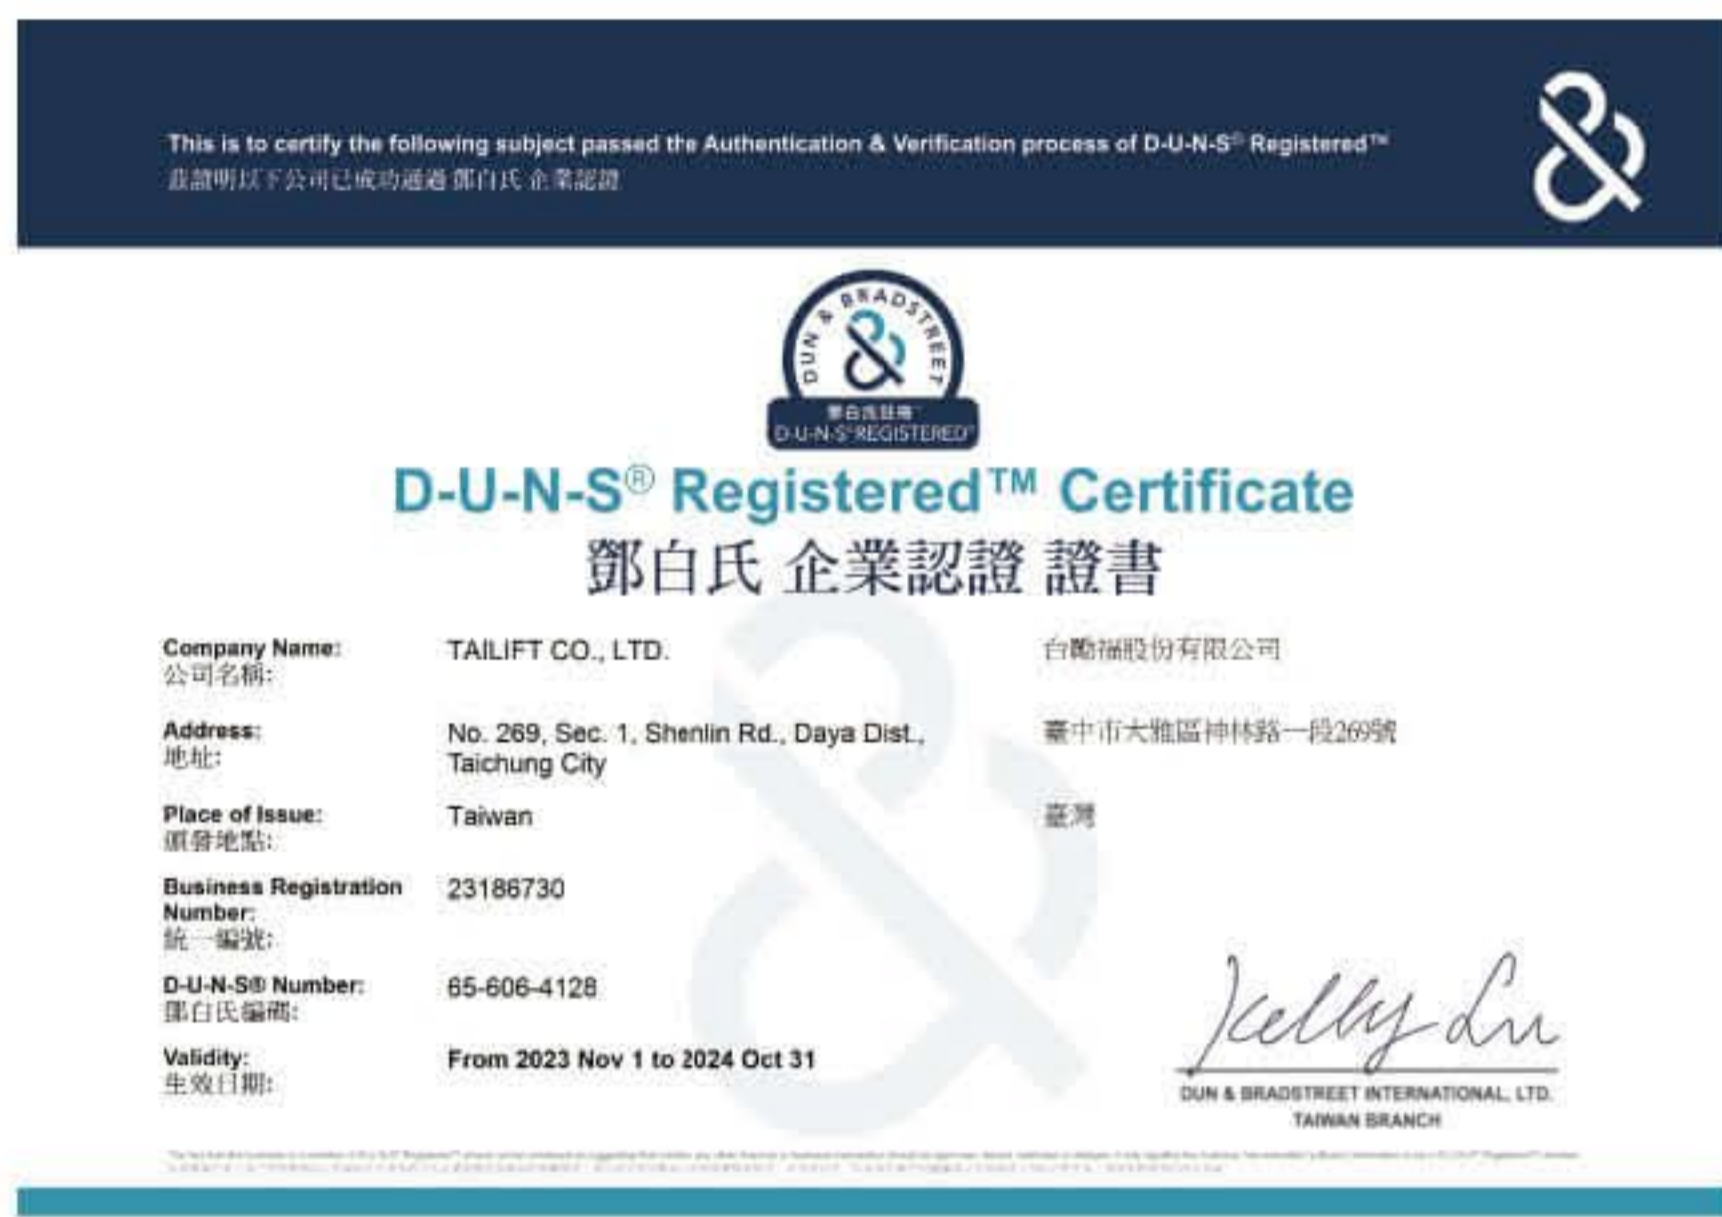 This is to certify the following subject passed the Authentication & Verification process of D-U-N-S® Registered™
茲證明以下公司已成功通過 鄧白氏 企業認證
DUN & BRADSTREET
鄧白氏註冊™
D-U-N-S® REGISTERED™
D-U-N-S® Registered™ Certificate
鄧白氏 企業認證 證書
Company Name: TAILIFT CO., LTD. 台勵福股份有限公司
公司名稱:
Address: No. 269, Sec. 1, Shenlin Rd., Daya Dist., 臺中市大雅區神林路一段269號
地址: Taichung City
Place of Issue: Taiwan 臺灣
頒發地點:
Business Registration 23186730
Number:
統一編號:
D-U-N-S® Number: 65-606-4128
鄧白氏編碼:
Validity: From 2023 Nov 1 to 2024 Oct 31
生效日期:
Kelly Lu
DUN & BRADSTREET INTERNATIONAL, LTD.
TAIWAN BRANCH